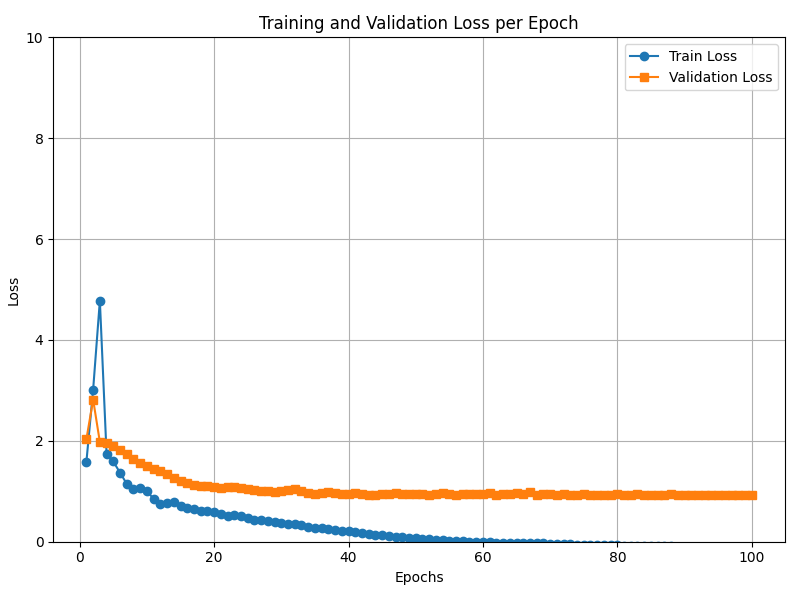 Training and Validation Loss per Epoch
Train Loss
Validation Loss
Loss
10
8
6
4
2
0
0 20 40 60 80 100
Epochs